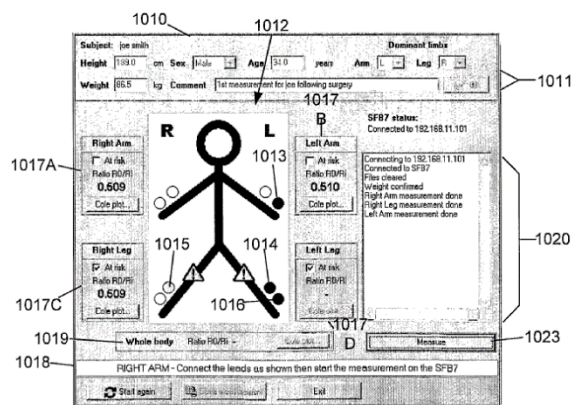 1010
1012
Subject: joe smith
Dominant limbs
Height 189.0 cm Sex Male Age 34.0 years Arm L Leg R
Weight 86.5 kg Comment 1st measurement for joe following surgery
1011
1017
B
R L
SFB7 status:
Connected to 192.168.11.101
Right Arm
At risk
Ratio R0/Ri
0.509
Cole plot...
1017A
1013
Left Arm
At risk
Ratio R0/Ri
0.510
Cole plot...
Connecting to 192.168.11.101
Connected to SFB7
Files cleared
Weight confirmed
Right Arm measurement done
Right Leg measurement done
Left Arm measurement done
1020
Right Leg
At risk
Ratio R0/Ri
0.509
Cole plot...
1017C
1015
1014
1016
Left Leg
At risk
Ratio R0/Ri
-
1017
D
1019
Whole body Ratio R0/Ri -
Measure
1023
1018
RIGHT ARM - Connect the leads as shown then start the measurement on the SFB7
Start again
Exit